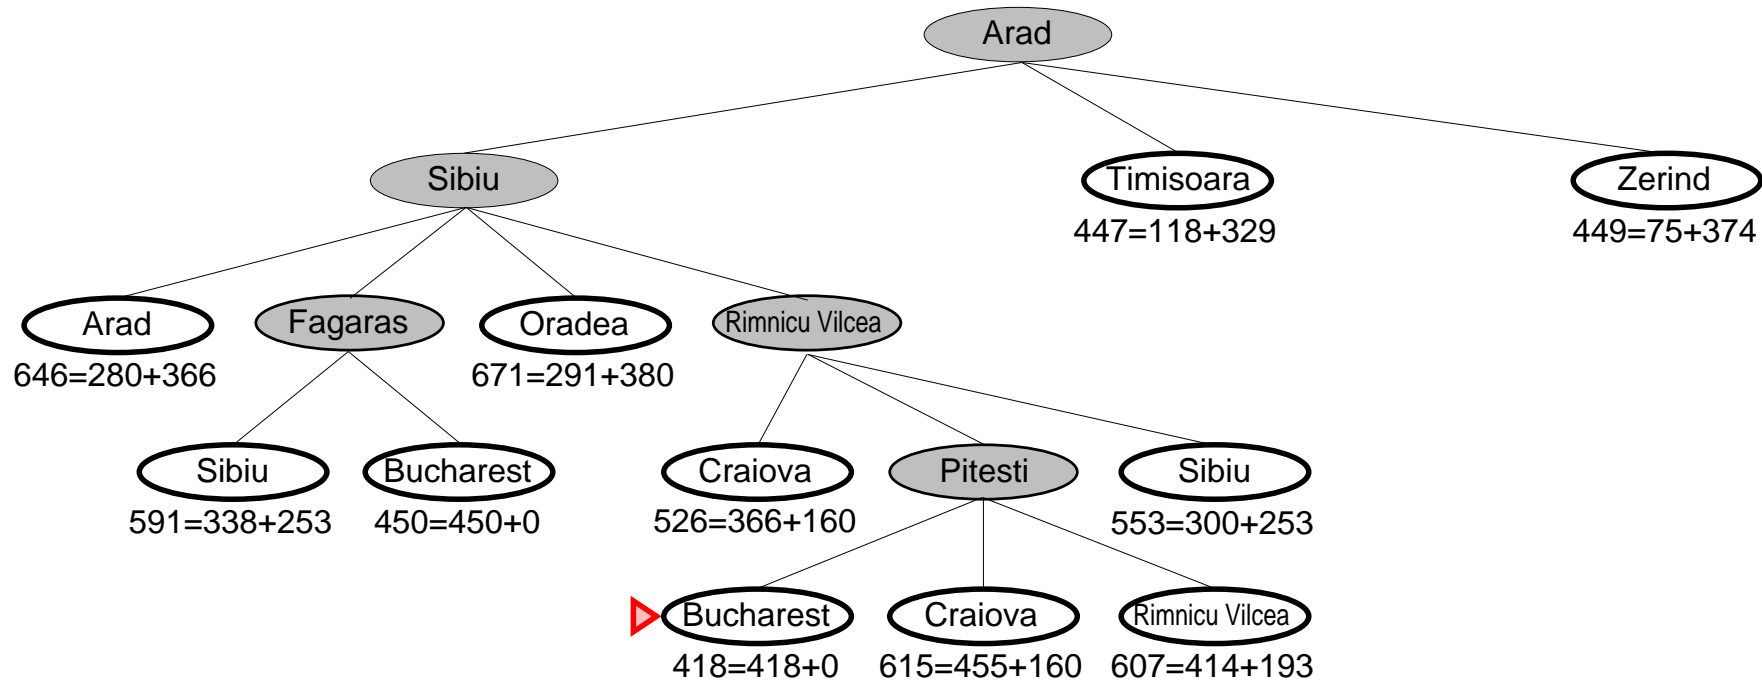 Arad
Sibiu
Timisoara
Zerind
447=118+329
449=75+374
Arad
Fagaras
Oradea
Rimnicu Vilcea
646=280+366
671=291+380
Sibiu
Bucharest
Craiova
Pitesti
Sibiu
591=338+253
450=450+0
526=366+160
553=300+253
Bucharest
Craiova
Rimnicu Vilcea
418=418+0
615=455+160
607=414+193